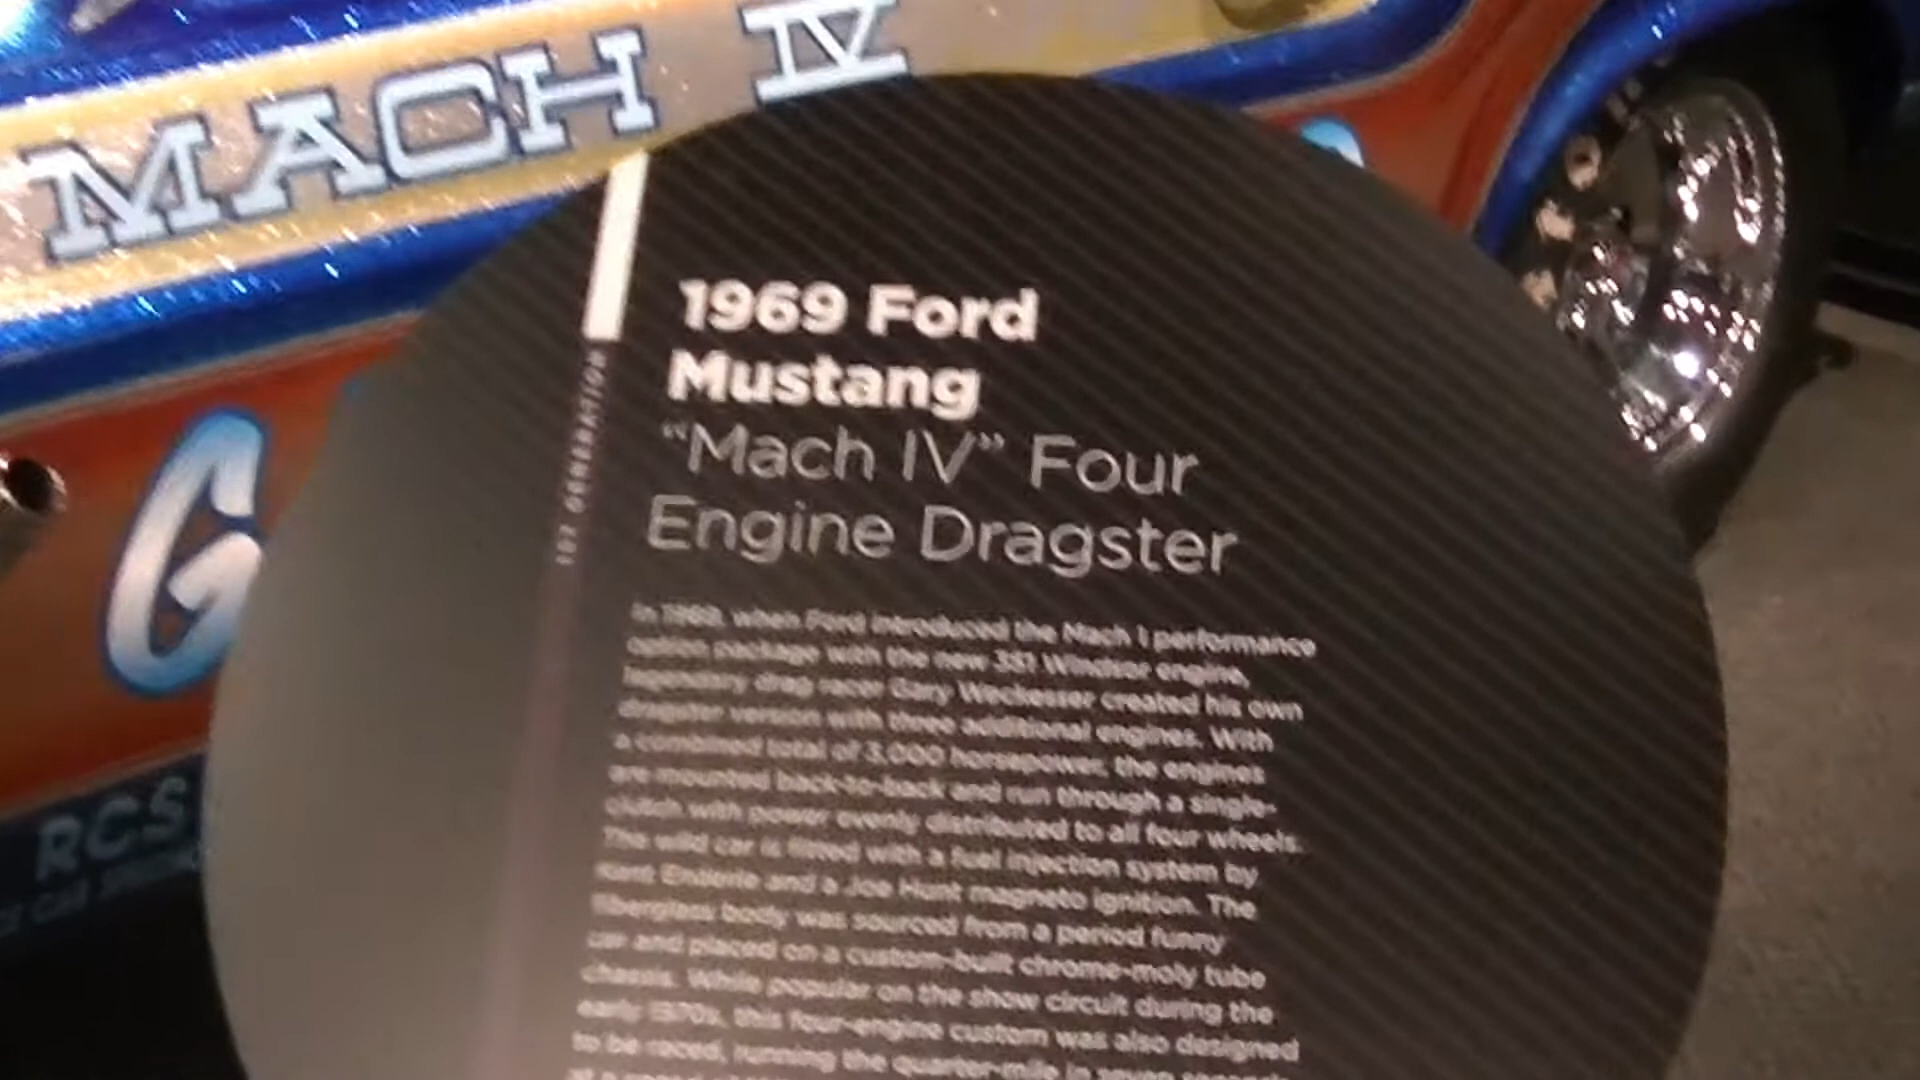 MACH IV
G
RCS
1ST GENERATION
1969 Ford
Mustang
“Mach IV” Four
Engine Dragster
In 1969, when Ford introduced the Mach 1 performance
option package with the new 351 Windsor engine,
legendary drag racer Gary Weckesser created his own
dragster version with three additional engines. With
a combined total of 3,000 horsepower, the engines
are mounted back-to-back and run through a single-
clutch with power evenly distributed to all four wheels.
The wild car is fitted with a fuel injection system by
Kent Enderle and a Joe Hunt magneto ignition. The
fiberglass body was sourced from a period funny
car and placed on a custom-built chrome-moly tube
chassis. While popular on the show circuit during the
early 1970s, this four-engine custom was also designed
to be raced, running the quarter-mile in seven seconds